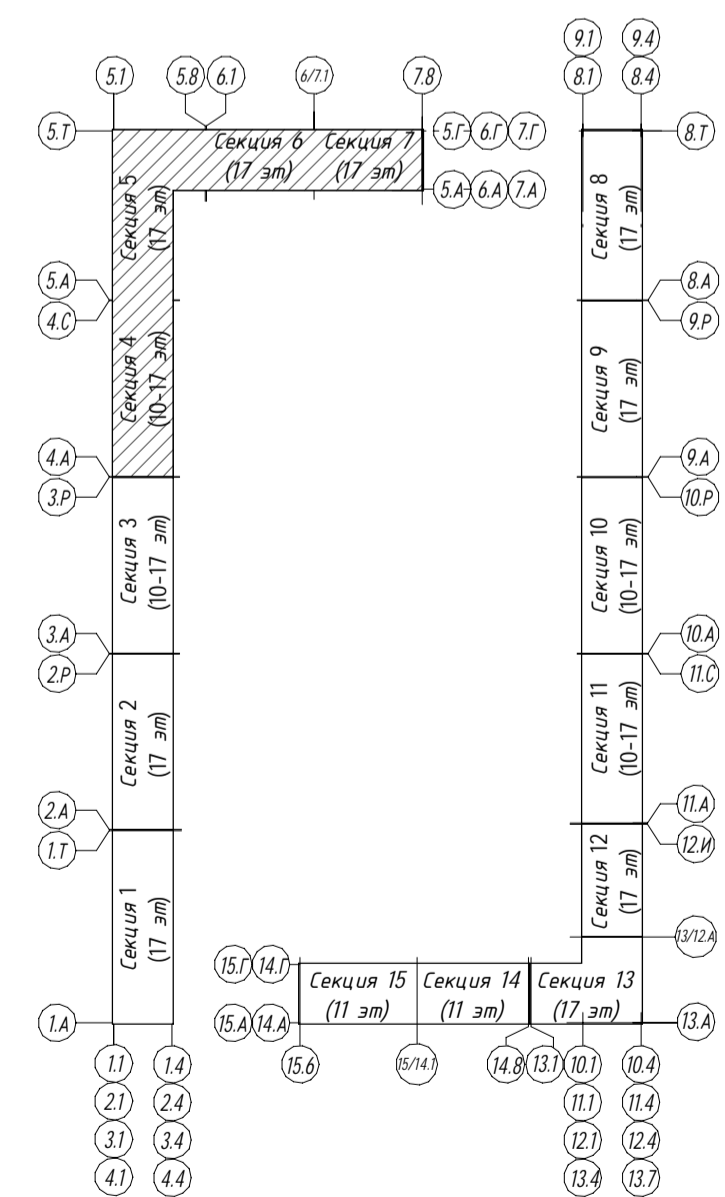 9.1 9.4
5.1 5.8 6.1 6/7.1 7.8 8.1 8.4
5.Т Секция 6 Секция 7 5.Г 6.Г 7.Г 8.Т
(17 эт) (17 эт)
5.А 6.А 7.А
Секция 5
(17 эт)
Секция 8
(17 эт)
5.А 8.А
4.С 9.Р
Секция 4
(10-17 эт)
Секция 9
(17 эт)
4.А 9.А
3.Р 10.Р
Секция 3
(10-17 эт)
Секция 10
(10-17 эт)
3.А 10.А
2.Р 11.С
Секция 2
(17 эт)
Секция 11
(10-17 эт)
2.А 11.А
1.Т 12.И
Секция 1
(17 эт)
Секция 12
(17 эт)
13/12.А
15.Г 14.Г
Секция 15 Секция 14 Секция 13
(11 эт) (11 эт) (17 эт)
1.А 15.А 14.А 13.А
1.1 1.4 15.6 15/14.1 14.8 13.1 10.1 10.4
2.1 2.4 11.1 11.4
3.1 3.4 12.1 12.4
4.1 4.4 13.4 13.7